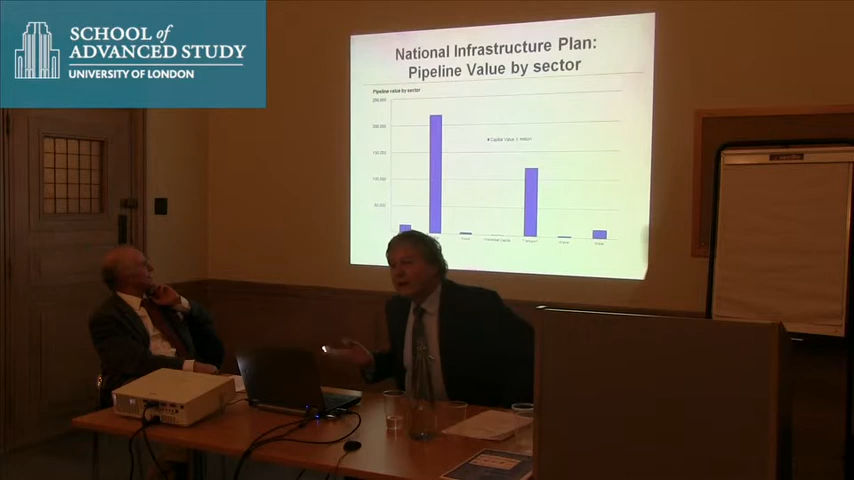 SCHOOL of
ADVANCED STUDY
UNIVERSITY OF LONDON
National Infrastructure Plan:
Pipeline Value by sector
Pipeline value by sector
250,000
200,000
150,000
100,000
50,000
Capital Value £ million
Transport